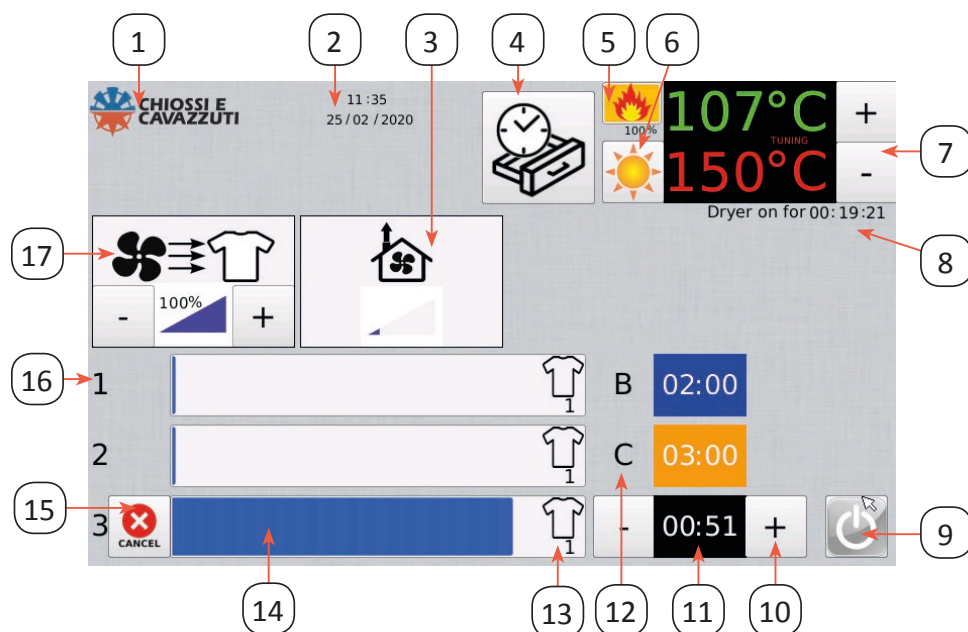 1 2 3 4 5 6
CHIOSSI E
CAVAZZUTI
11:35
25/02/2020
100%
107°C
TUNING
150°C
+
-
7
Dryer on for 00:19:21
8
17
100%
- +
16
1 1 B 02:00
2 1 C 03:00
15
3 CANCEL 1 - 00:51 + 9
14 13 12 11 10